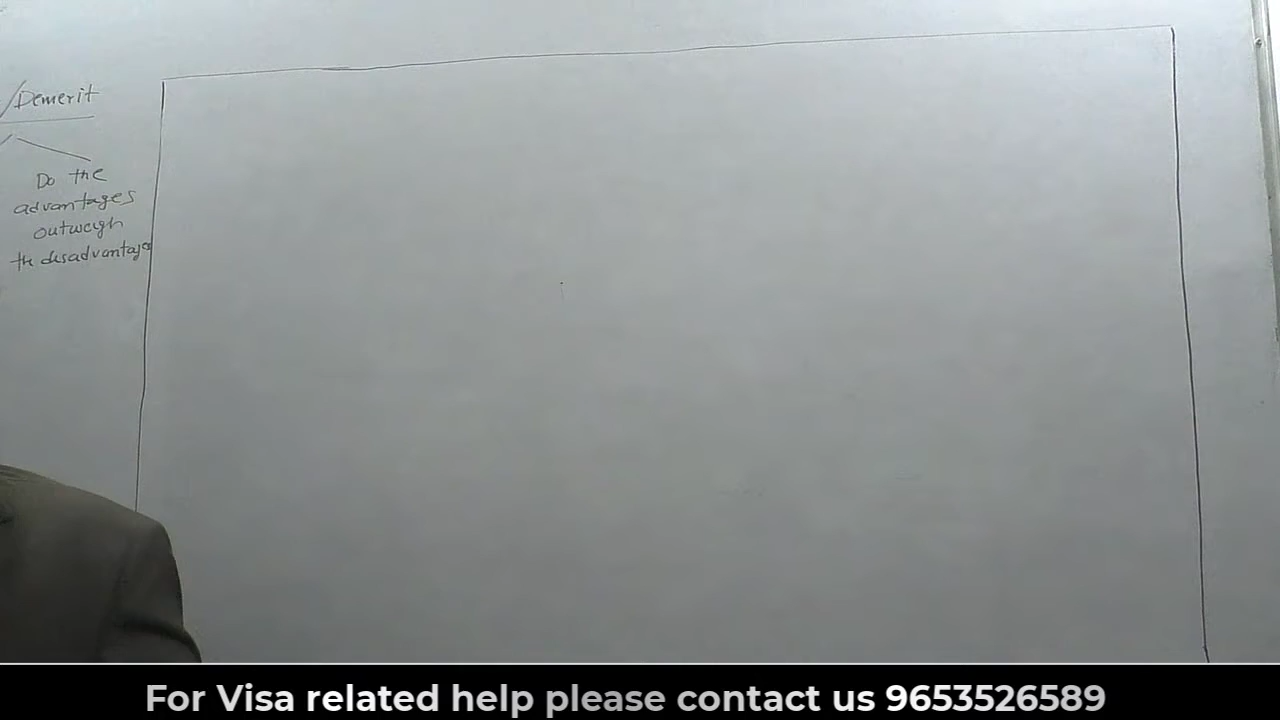 /Demerit
Do the
advantages
outweigh
the disadvantages
For Visa related help please contact us 9653526589